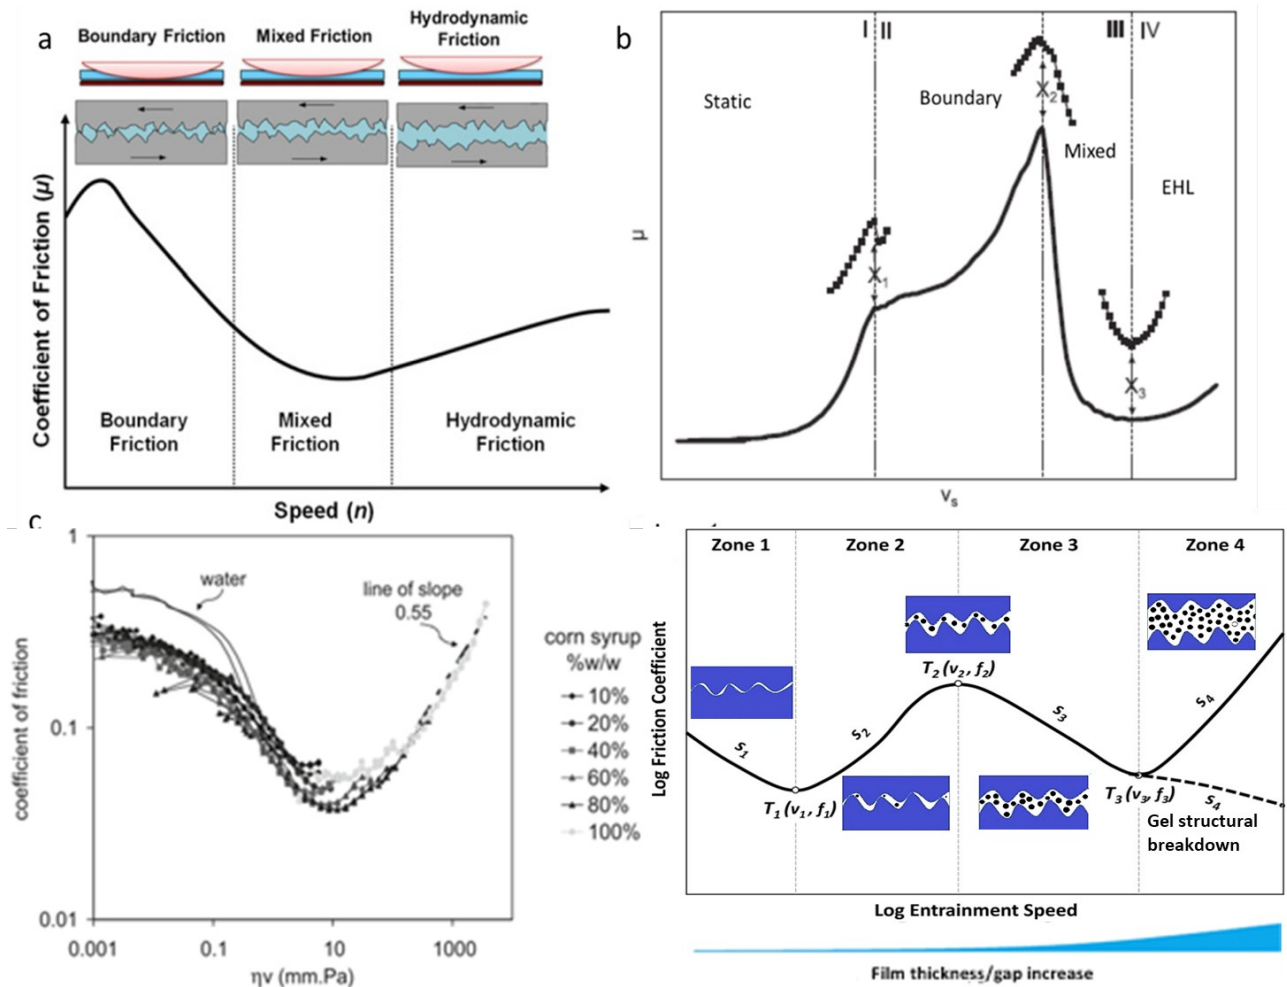 a
Boundary Friction
Mixed Friction
Hydrodynamic
Friction
Coefficient of Friction (µ)
Boundary
Friction
Mixed
Friction
Hydrodynamic
Friction
Speed (n)
b
I II
III IV
Static
Boundary
Mixed
EHL
X1
X2
X3
µ
vs
c
1
0.1
0.01
coefficient of friction
water
line of slope
0.55
corn syrup
%w/w
10%
20%
40%
60%
80%
100%
0.001
0.1
10
1000
ηv (mm.Pa)
Zone 1
Zone 2
Zone 3
Zone 4
Log Friction Coefficient
S1
S2
S3
S4
S4
T1 (v1, f1)
T2 (v2, f2)
T3 (v3, f3)
Gel structural
breakdown
Log Entrainment Speed
Film thickness/gap increase